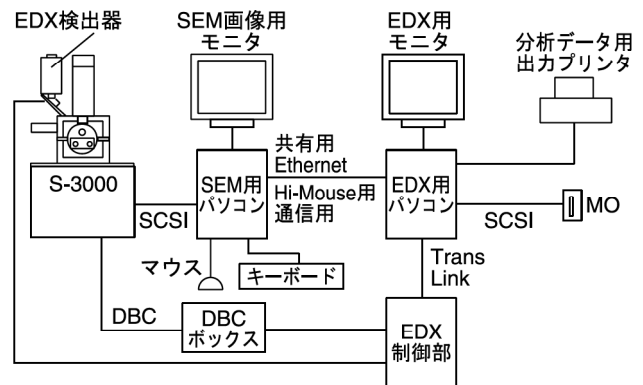 EDX検出器
SEM画像用
モニタ
EDX用
モニタ
分析データ用
出力プリンタ
S-3000
SCSI
SEM用
パソコン
共有用
Ethernet
Hi-Mouse用
通信用
EDX用
パソコン
SCSI
MO
マウス
キーボード
Trans
Link
DBC
DBC
ボックス
EDX
制御部